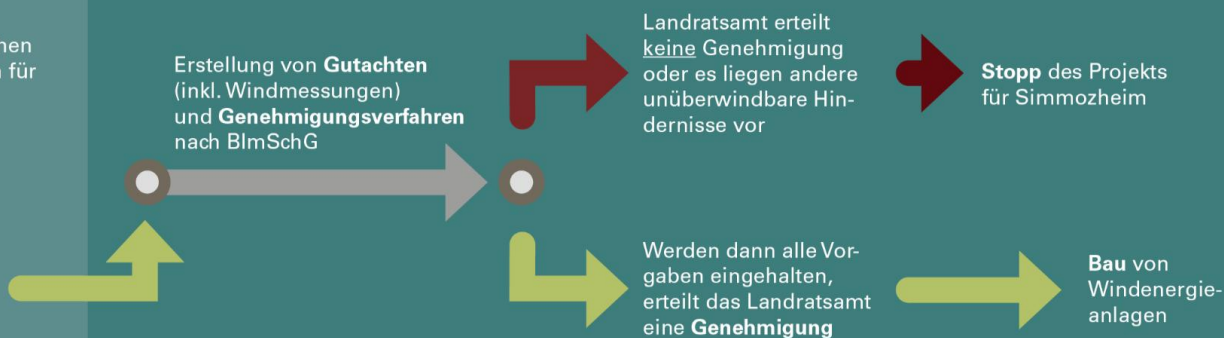 für
Erstellung von Gutachten
(inkl. Windmessungen)
und Genehmigungsverfahren
nach BImSchG
Landratsamt erteilt
keine Genehmigung
oder es liegen andere
unüberwindbare Hin-
dernisse vor
Stopp des Projekts
für Simmozheim
Werden dann alle Vor-
gaben eingehalten,
erteilt das Landratsamt
eine Genehmigung
Bau von
Windenergie-
anlagen